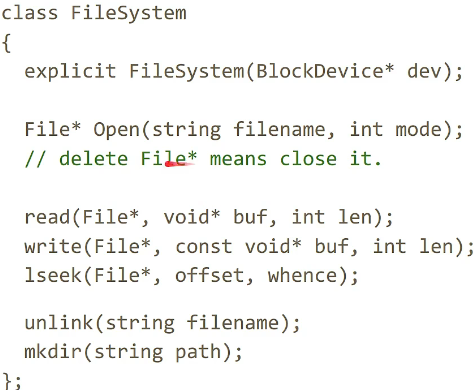 class FileSystem
{
explicit FileSystem(BlockDevice* dev);
File* Open(string filename, int mode);
// delete File* means close it.
read(File*, void* buf, int len);
write(File*, const void* buf, int len);
lseek(File*, offset, whence);
unlink(string filename);
mkdir(string path);
};